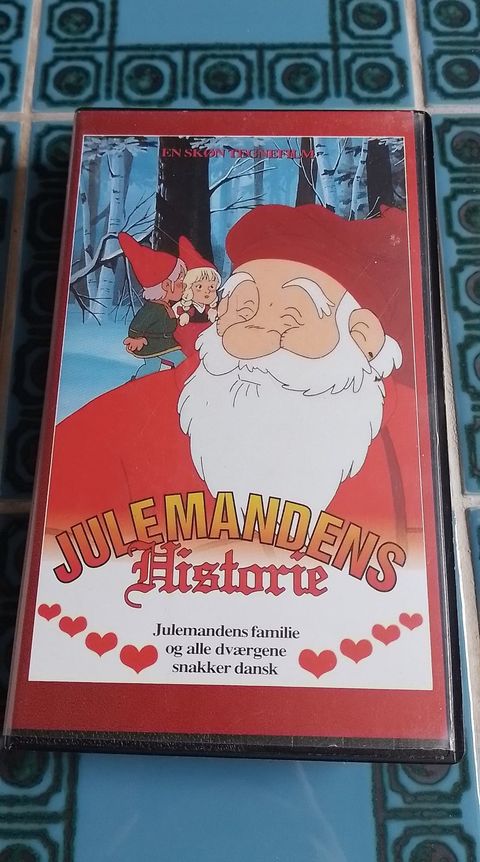 EN SKØN TEGNEFILM
JULEMANDENS
Historie
Julemandens familie
og alle dværgene
snakker dansk